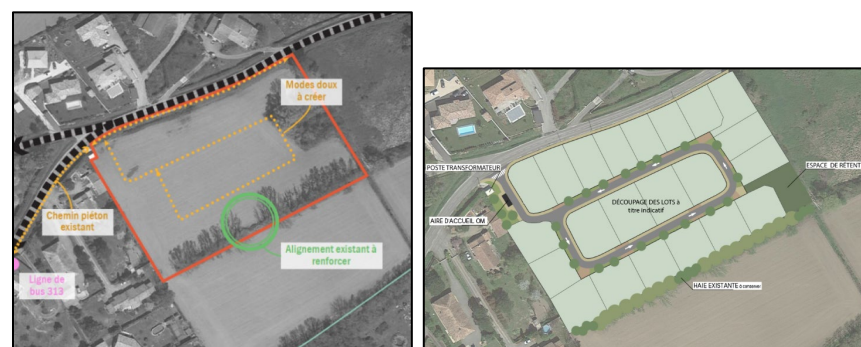 Modes doux
à créer
Chemin piéton
existant
Alignement existant à
renforcer
Ligne de
bus 313
POSTE TRANSFORMATEUR
AIRE D'ACCUEIL OM
DÉCOUPAGE DES LOTS à
titre indicatif
ESPACE DE RÉTENT
HAIE EXISTANTE à conserver